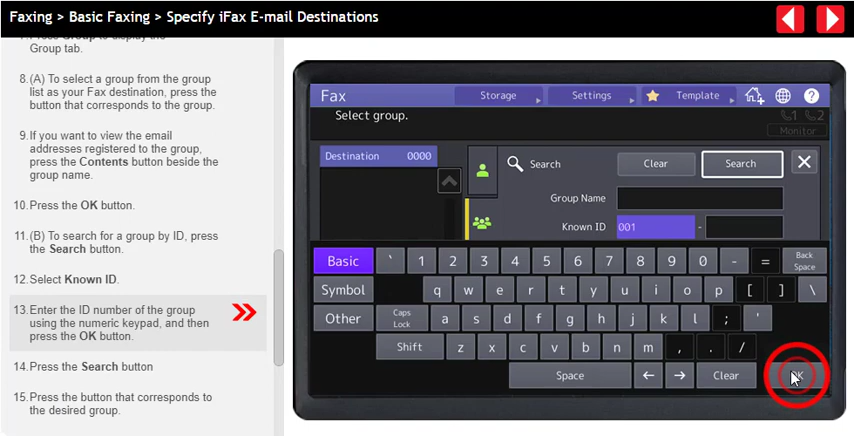 Faxing > Basic Faxing > Specify iFax E-mail Destinations
Group tab.
8.(A) To select a group from the group
list as your Fax destination, press the
button that corresponds to the group.
9.If you want to view the email
addresses registered to the group,
press the Contents button beside the
group name.
10.Press the OK button.
11.(B) To search for a group by ID, press
the Search button.
12.Select Known ID.
13.Enter the ID number of the group
using the numeric keypad, and then
press the OK button.
14.Press the Search button
15.Press the button that corresponds to
the desired group.
Fax
Storage
Settings
Template
?
Select group.
1 2
Monitor
Destination 0000
Search
Clear
Search
Group Name
Known ID 001 -
Basic ` 1 2 3 4 5 6 7 8 9 0 - = Back Space
Symbol q w e r t y u i o p [ ] \
Other Caps Lock a s d f g h j k l ; '
Shift z x c v b n m , . /
Space ← → Clear